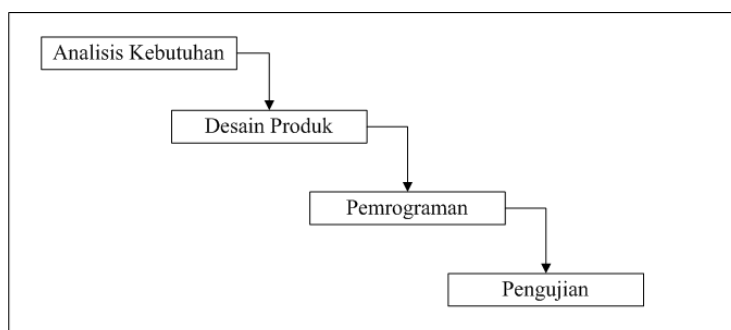 Analisis Kebutuhan
Desain Produk
Pemrograman
Pengujian